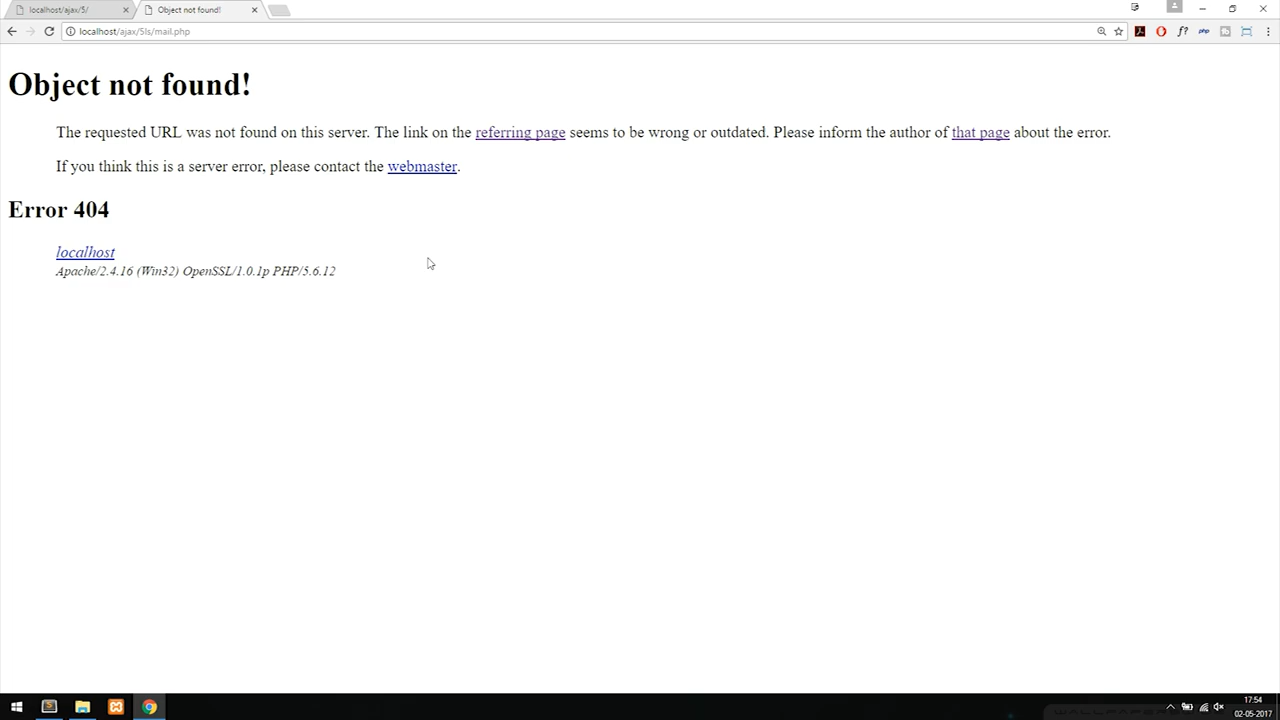 localhost/ajax/5/
Object not found!
localhost/ajax/5ls/mail.php
f?
php
Object not found!
The requested URL was not found on this server. The link on the referring page seems to be wrong or outdated. Please inform the author of that page about the error.
If you think this is a server error, please contact the webmaster.
Error 404
localhost
Apache/2.4.16 (Win32) OpenSSL/1.0.1p PHP/5.6.12
17:54
02-05-2017